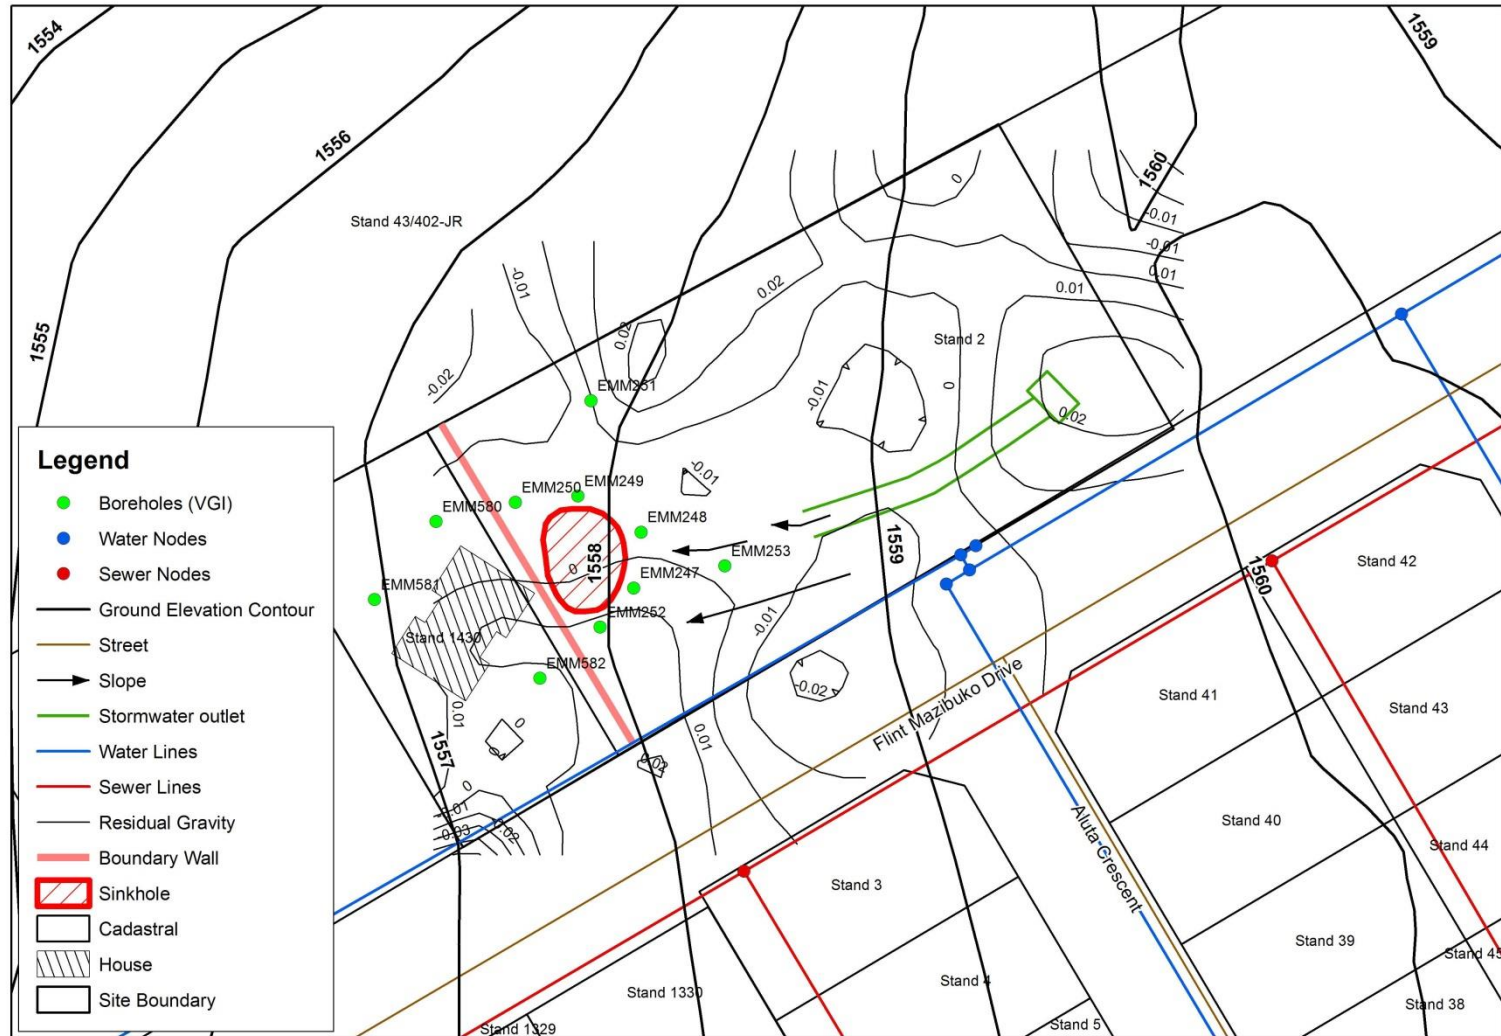 1554
1559
1556
1560
0
-0.01
-0.01
0.01
Stand 43/402-JR
-0.01
0.02
0.01
1555
0.02
Stand 2
-0.02
EMM251
-0.01
0
0.02
Legend
Boreholes (VGI)
Water Nodes
Sewer Nodes
Ground Elevation Contour
Street
Slope
Stormwater outlet
Water Lines
Sewer Lines
Residual Gravity
Boundary Wall
Sinkhole
Cadastral
House
Site Boundary
-0.01
EMM250
EMM249
EMM580
EMM248
1558
0
EMM253
1559
EMM581
EMM247
EMM252
-0.01
Stand 1430
EMM582
-0.02
0.01
0
0
1557
0.01
0.02
0
-0.01
-0.03
0.02
Flint Mazibuko Drive
1560
Stand 42
Stand 41
Stand 43
Aluta Crescent
Stand 40
Stand 44
Stand 3
Stand 39
Stand 45
Stand 1330
Stand 4
Stand 38
Stand 1329
Stand 5